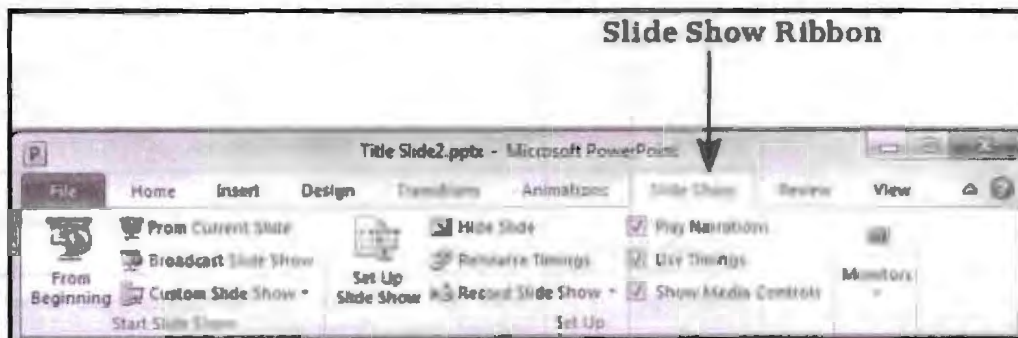 Slide Show Ribbon
P Title Slide2.pptx - Microsoft PowerPoint
File Home Insert Design Transitions Animations Slide Show Review View
From Beginning
From Current Slide
Broadcast Slide Show
Custom Slide Show
Start Slide Show
Set Up Slide Show
Hide Slide
Rehearse Timings
Record Slide Show
Play Narrations
Use Timings
Show Media Controls
Set Up
Monitors